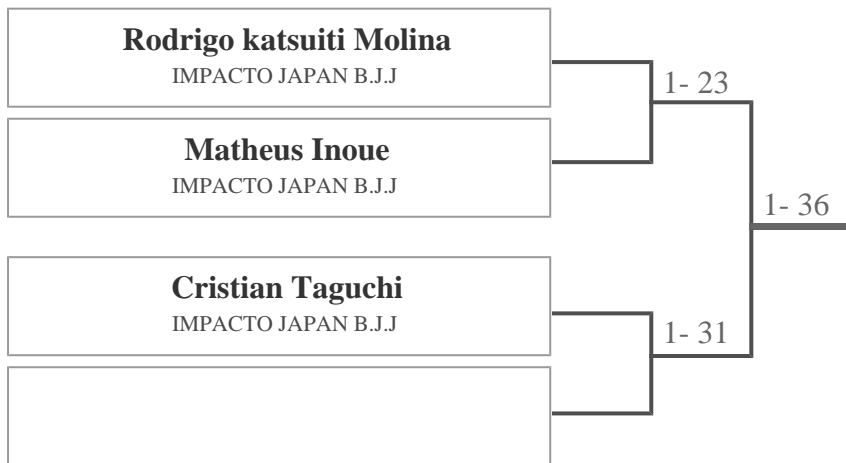 Rodrigo katsuiti Molina
IMPACTO JAPAN B.J.J
1- 23
Matheus Inoue
IMPACTO JAPAN B.J.J
1- 36
Cristian Taguchi
IMPACTO JAPAN B.J.J
1- 31